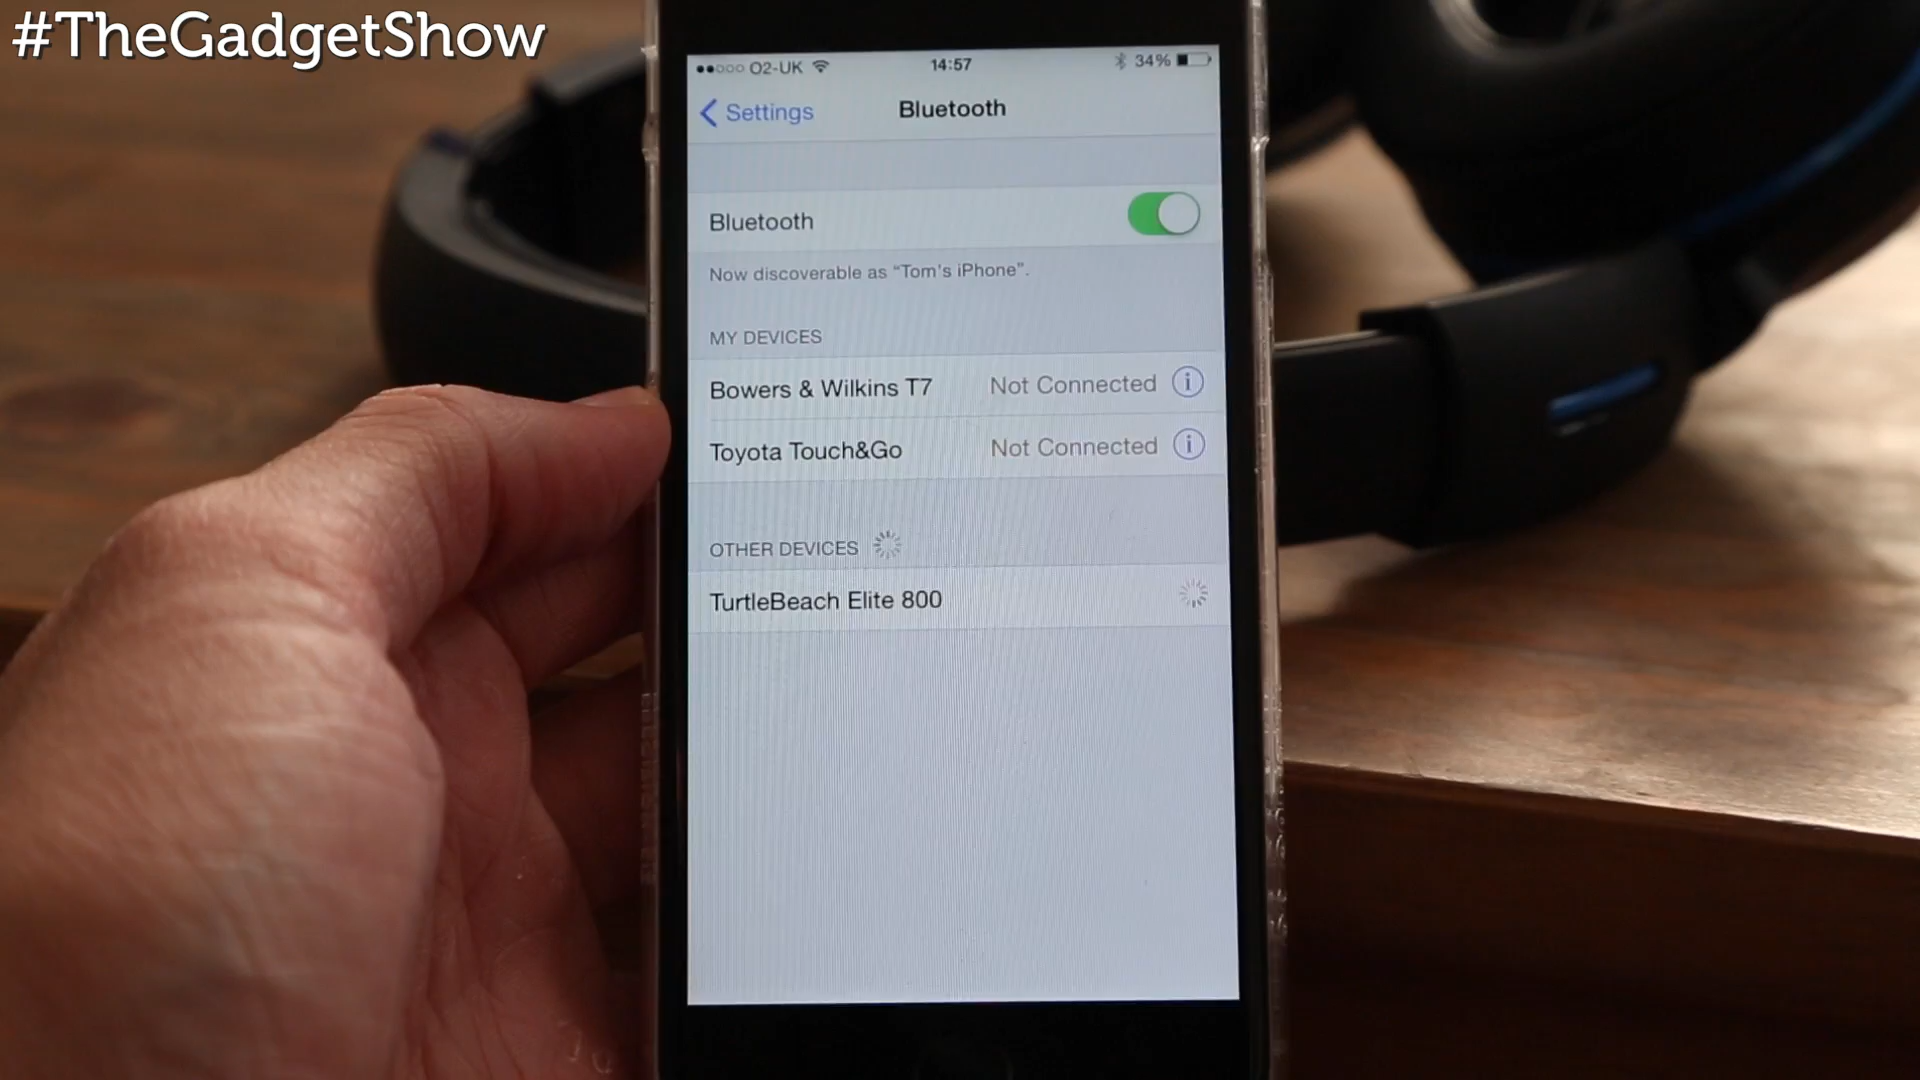 #TheGadgetShow
O2-UK 14:57 34%
Settings Bluetooth
Bluetooth
Now discoverable as “Tom's iPhone”.
MY DEVICES
Bowers & Wilkins T7 Not Connected
Toyota Touch&Go Not Connected
OTHER DEVICES
TurtleBeach Elite 800